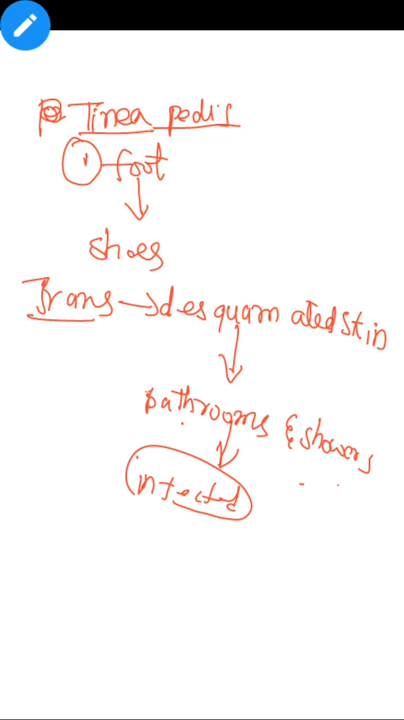 Tinea pedis
① foot
↓
shoes
Trans → desquamated skin
↓
bathrooms & showers
↓
infected